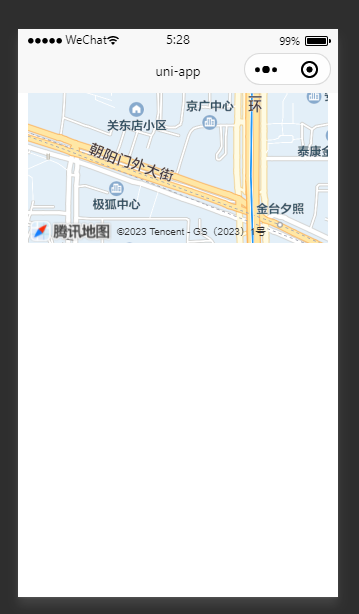 WeChat 5:28 99%
uni-app
京广中心
环
关东店小区
泰康金
朝阳门外大街
极狐中心
金台夕照
腾讯地图 ©2023 Tencent - GS（2023）1号